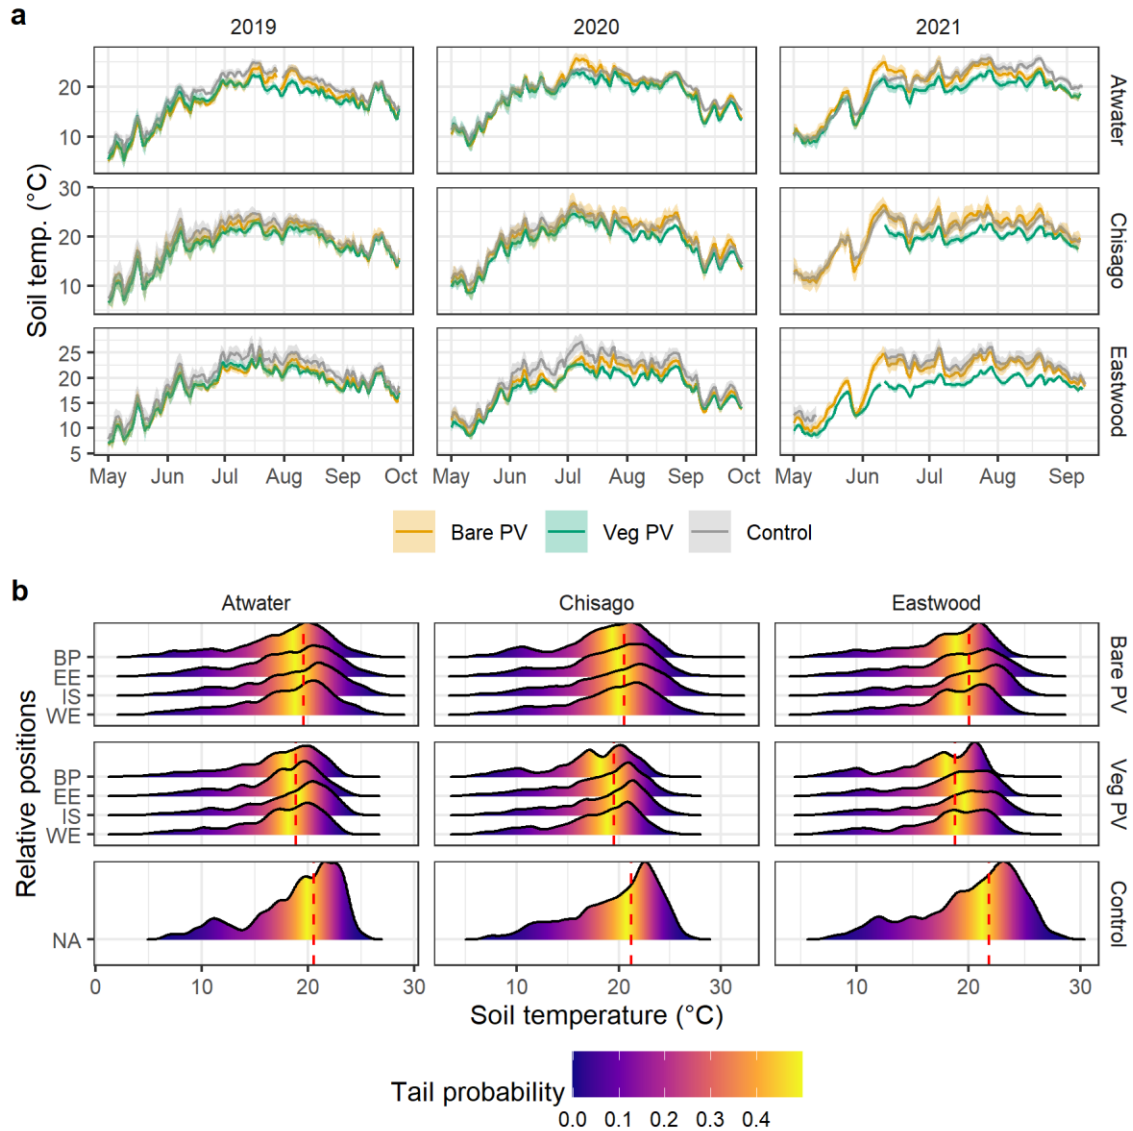 a
2019 2020 2021
Soil temp. (°C)
20
10
Atwater
30
20
10
Chisago
25
20
15
10
5
Eastwood
May Jun Jul Aug Sep Oct May Jun Jul Aug Sep Oct May Jun Jul Aug Sep
Bare PV Veg PV Control
b
Atwater Chisago Eastwood
Relative positions
BP
EE
IS
WE
Bare PV
BP
EE
IS
WE
Veg PV
NA
Control
0 10 20 30 10 20 30 10 20 30
Soil temperature (°C)
Tail probability
0.0 0.1 0.2 0.3 0.4